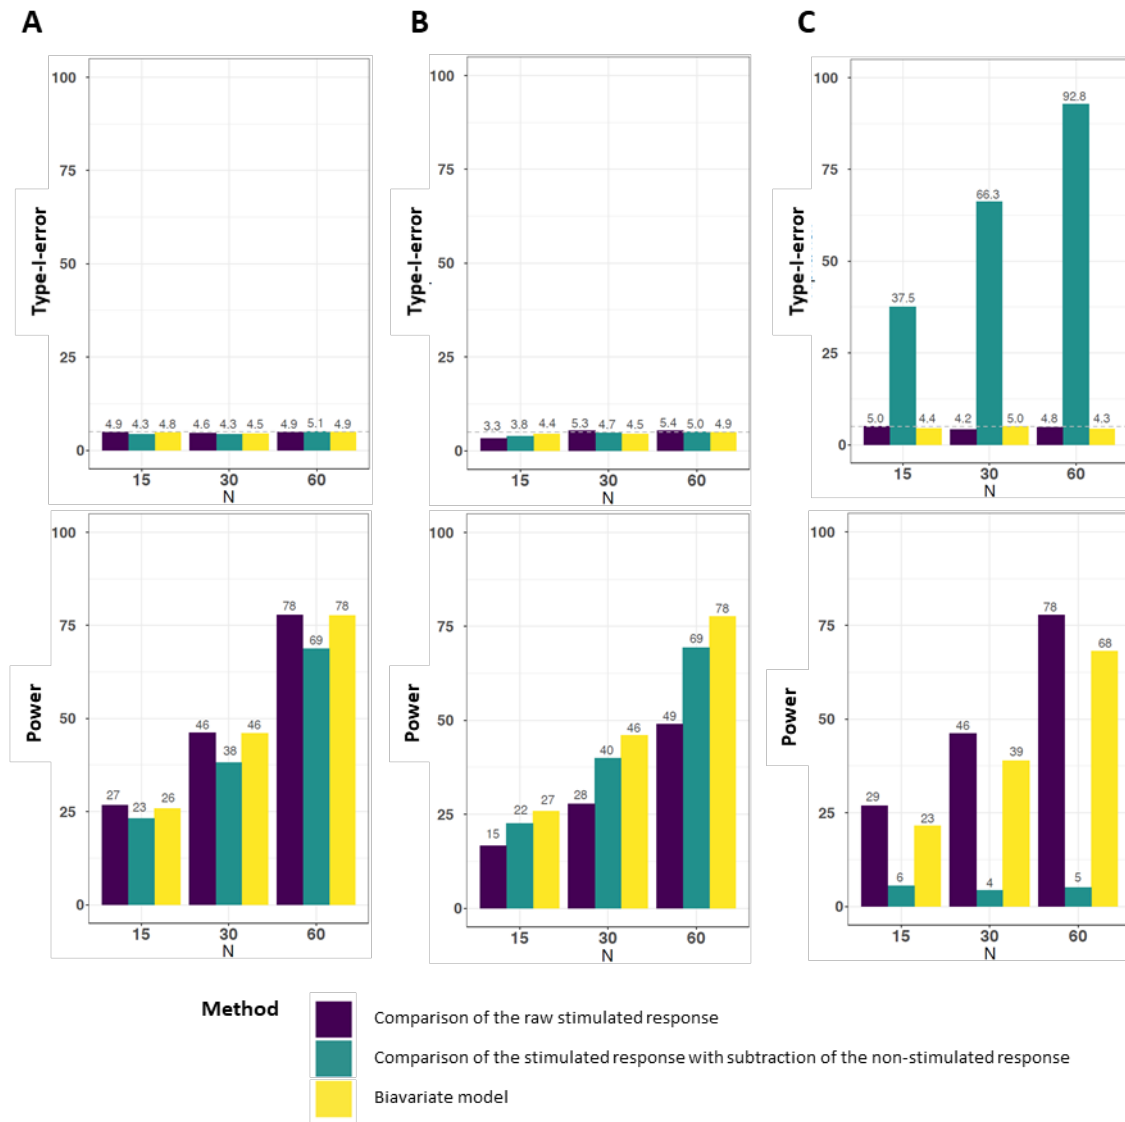 A
B
C
Type-I-error
100
75
50
25
0
4.9 4.3 4.8 4.6 4.3 4.5 4.9 5.1 4.9
15 30 60
N
Type-I-error
100
75
50
25
0
3.3 3.8 4.4 5.3 4.7 4.5 5.4 5.0 4.9
15 30 60
N
Type-I-error
100
75
50
25
0
5.0 37.5 4.4 4.2 66.3 5.0 4.8 92.8 4.3
15 30 60
N
Power
100
75
50
25
0
27 23 26 46 38 46 78 69 78
15 30 60
N
Power
100
75
50
25
0
15 22 27 28 40 46 49 69 78
15 30 60
N
Power
100
75
50
25
0
29 6 23 46 4 39 78 5 68
15 30 60
N
Method
Comparison of the raw stimulated response
Comparison of the stimulated response with subtraction of the non-stimulated response
Biavariate model